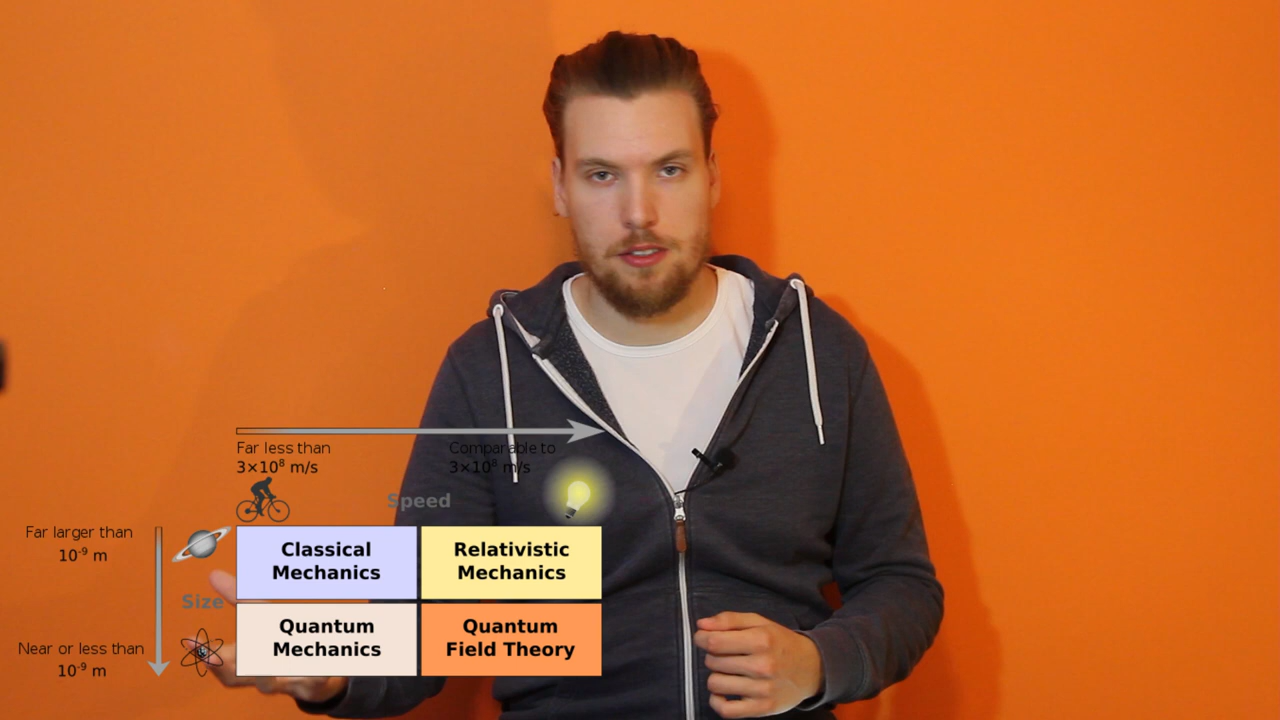 Far less than
3×10⁸ m/s
Comparable to
3×10⁸ m/s
Speed
Far larger than
10⁻⁹ m
Size
Near or less than
10⁻⁹ m
Classical
Mechanics
Relativistic
Mechanics
Quantum
Mechanics
Quantum
Field Theory